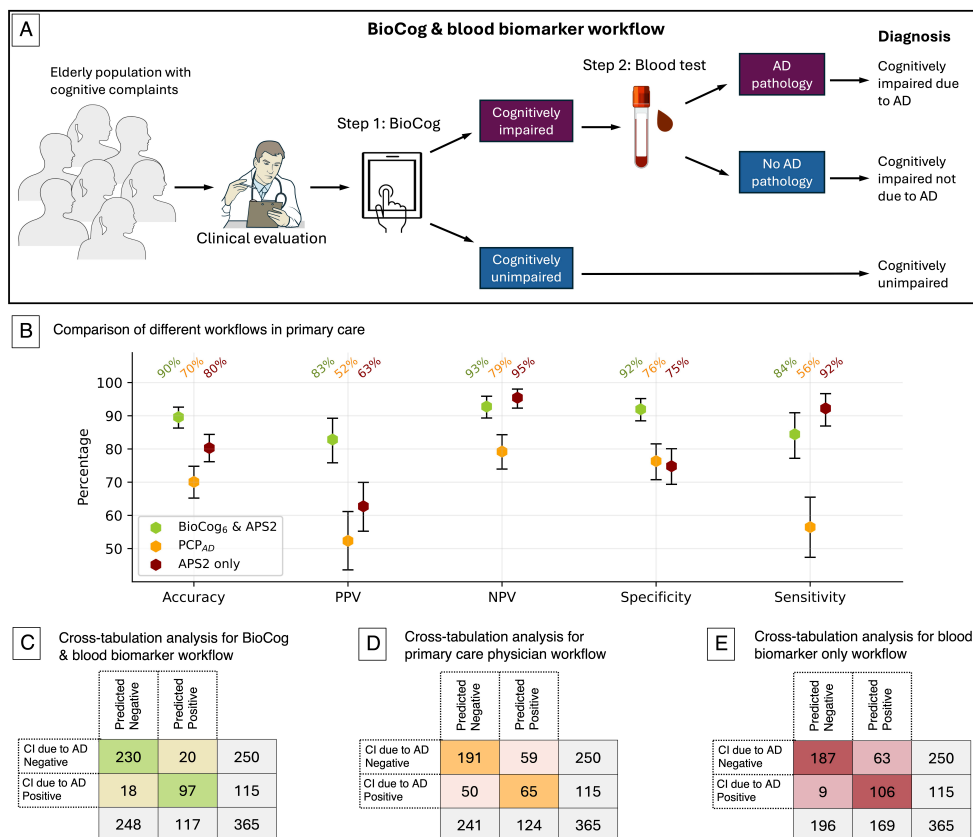 A
BioCog & blood biomarker workflow
Diagnosis
Elderly population with
cognitive complaints
Clinical evaluation
Step 1: BioCog
Cognitively
impaired
Cognitively
unimpaired
Step 2: Blood test
AD
pathology
No AD
pathology
Cognitively
impaired due
to AD
Cognitively
impaired not
due to AD
Cognitively
unimpaired
B
Comparison of different workflows in primary care
90% 70% 80%
83% 52% 63%
93% 79% 95%
92% 76% 75%
84% 56% 92%
Percentage
100
90
80
70
60
50
BioCog₆ & APS2
PCP_AD
APS2 only
Accuracy PPV NPV Specificity Sensitivity
C
Cross-tabulation analysis for BioCog
& blood biomarker workflow
Predicted
Negative
Predicted
Positive
CI due to AD
Negative
230 20 250
CI due to AD
Positive
18 97 115
248 117 365
D
Cross-tabulation analysis for
primary care physician workflow
Predicted
Negative
Predicted
Positive
CI due to AD
Negative
191 59 250
CI due to AD
Positive
50 65 115
241 124 365
E
Cross-tabulation analysis for blood
biomarker only workflow
Predicted
Negative
Predicted
Positive
CI due to AD
Negative
187 63 250
CI due to AD
Positive
9 106 115
196 169 365